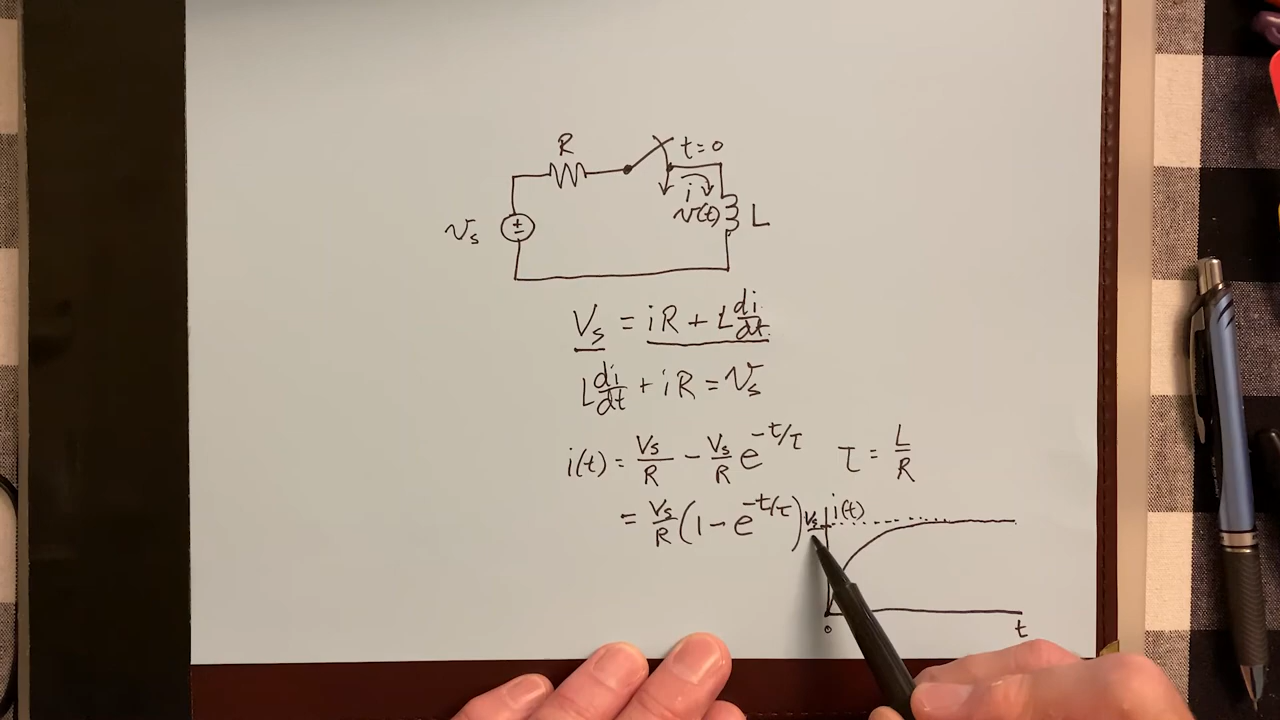 R
t=0
i
v(t)
L
Vs
±
Vs = iR + L di/dt
L di/dt + iR = Vs
i(t) = Vs/R - Vs/R e^-t/τ τ = L/R
= Vs/R (1 - e^-t/τ)
Vs
i(t)
0
t